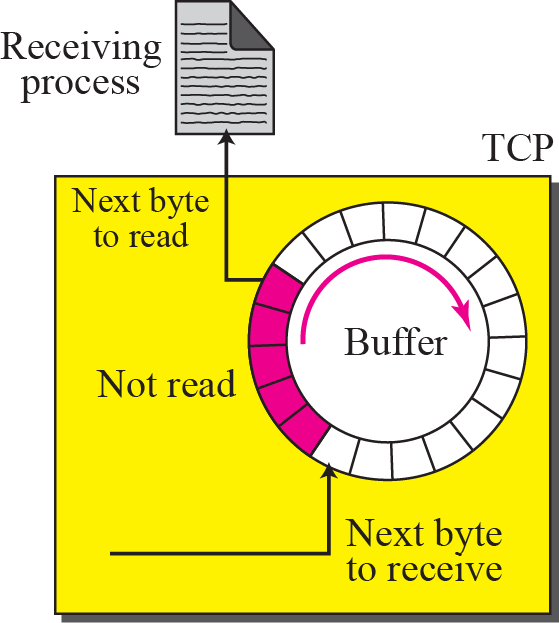 Receiving
process
TCP
Next byte
to read
Buffer
Not read
Next byte
to receive